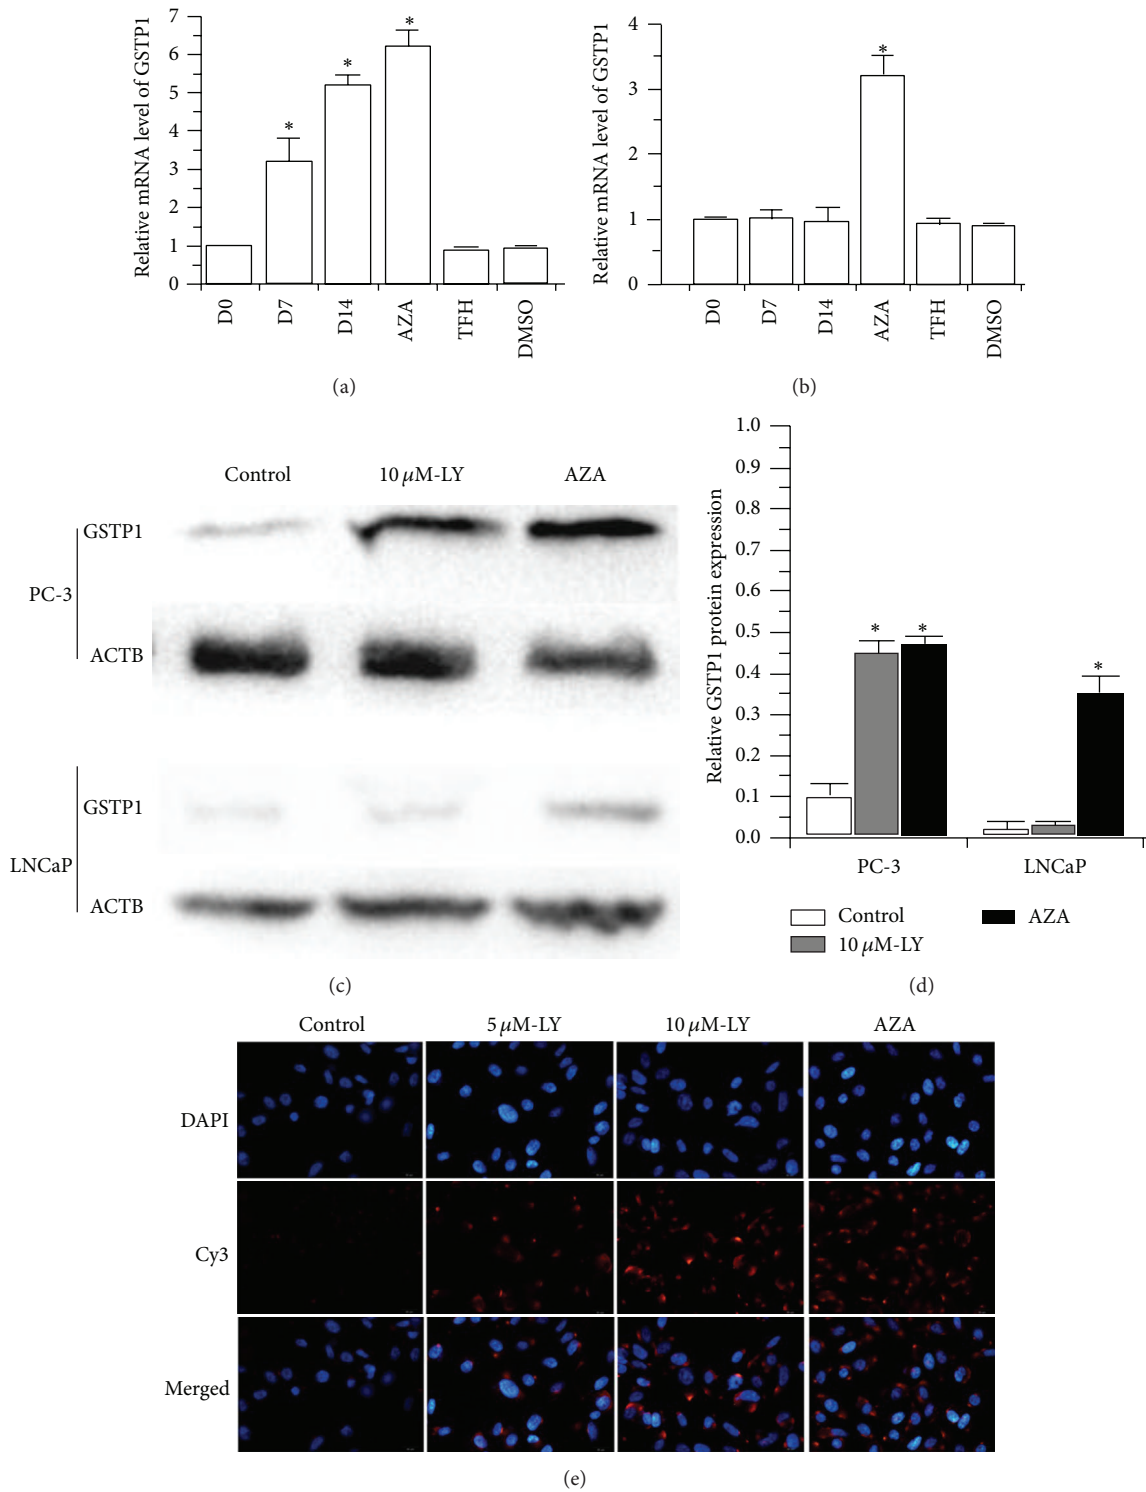 Relative mRNA level of GSTP1
7
6
5
4
3
2
1
0
*
*
*
D0
D7
D14
AZA
TFH
DMSO
(a)
Relative mRNA level of GSTP1
4
3
2
1
0
*
D0
D7
D14
AZA
TFH
DMSO
(b)
Control 10 μM-LY AZA
PC-3
GSTP1
ACTB
LNCaP
GSTP1
ACTB
(c)
Relative GSTP1 protein expression
1.0
0.9
0.8
0.7
0.6
0.5
0.4
0.3
0.2
0.1
0.0
* *
*
PC-3 LNCaP
Control
10 μM-LY
AZA
(d)
Control 5 μM-LY 10 μM-LY AZA
DAPI
Cy3
Merged
(e)